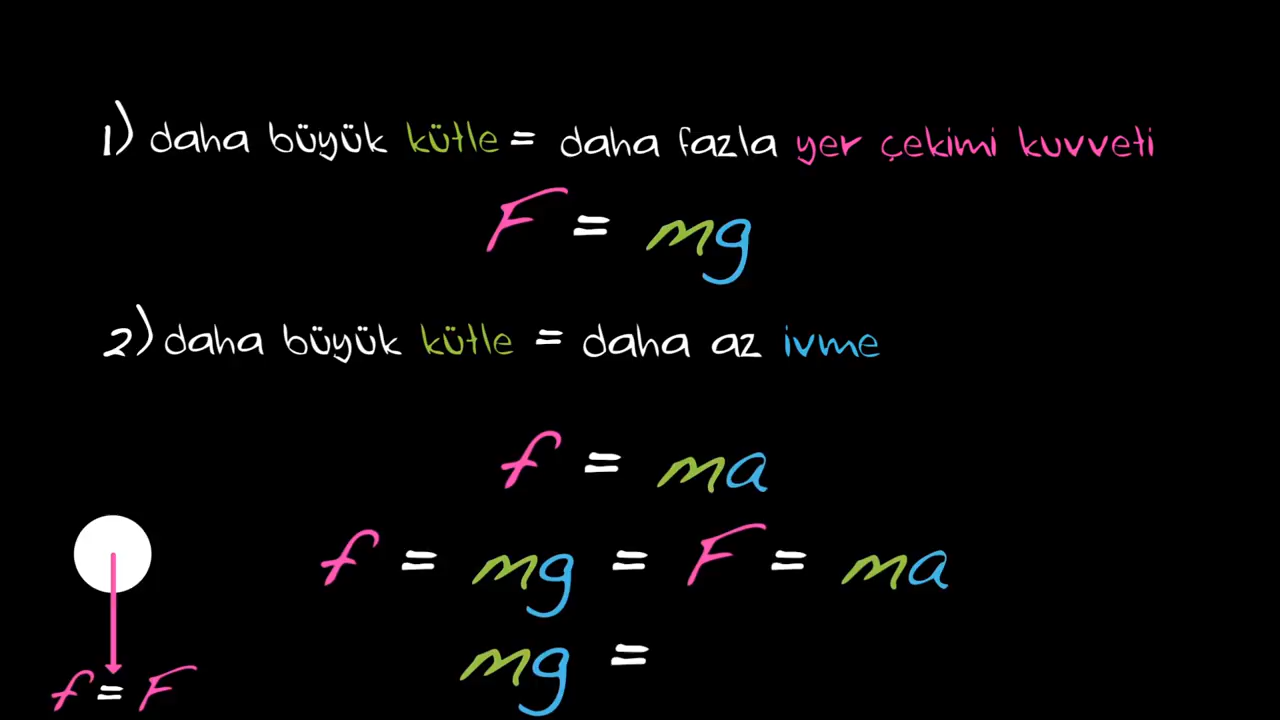 1) daha büyük kütle = daha fazla yer çekimi kuvveti
F = mg
2) daha büyük kütle = daha az ivme
f = ma
f = mg = F = ma
mg =
f = F